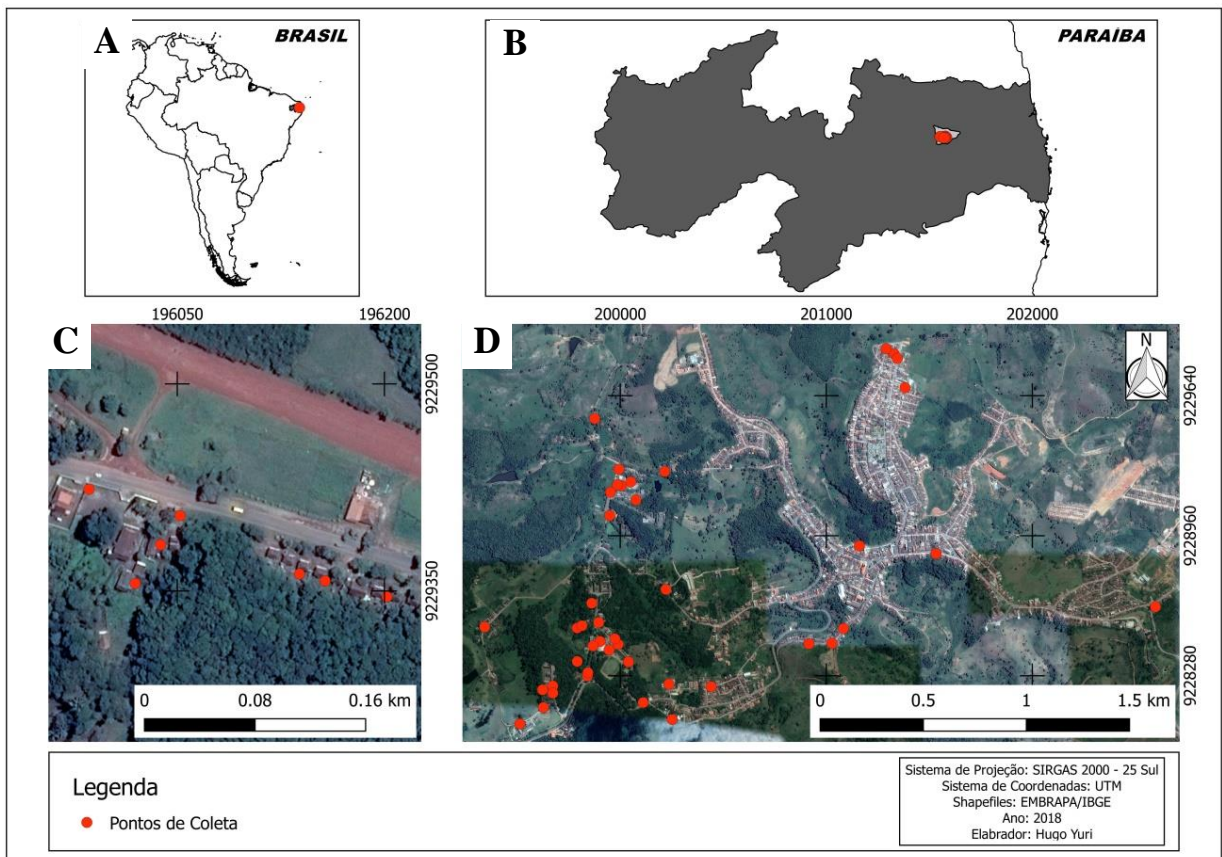 A
BRASIL
B
PARAÍBA
196050
196200
200000
201000
202000
C
9229500
9229350
D
N
9229640
9228960
9228280
0
0.08
0.16 km
0
0.5
1
1.5 km
Legenda
Pontos de Coleta
Sistema de Projeção: SIRGAS 2000 - 25 Sul
Sistema de Coordenadas: UTM
Shapefiles: EMBRAPA/IBGE
Ano: 2018
Elabrador: Hugo Yuri